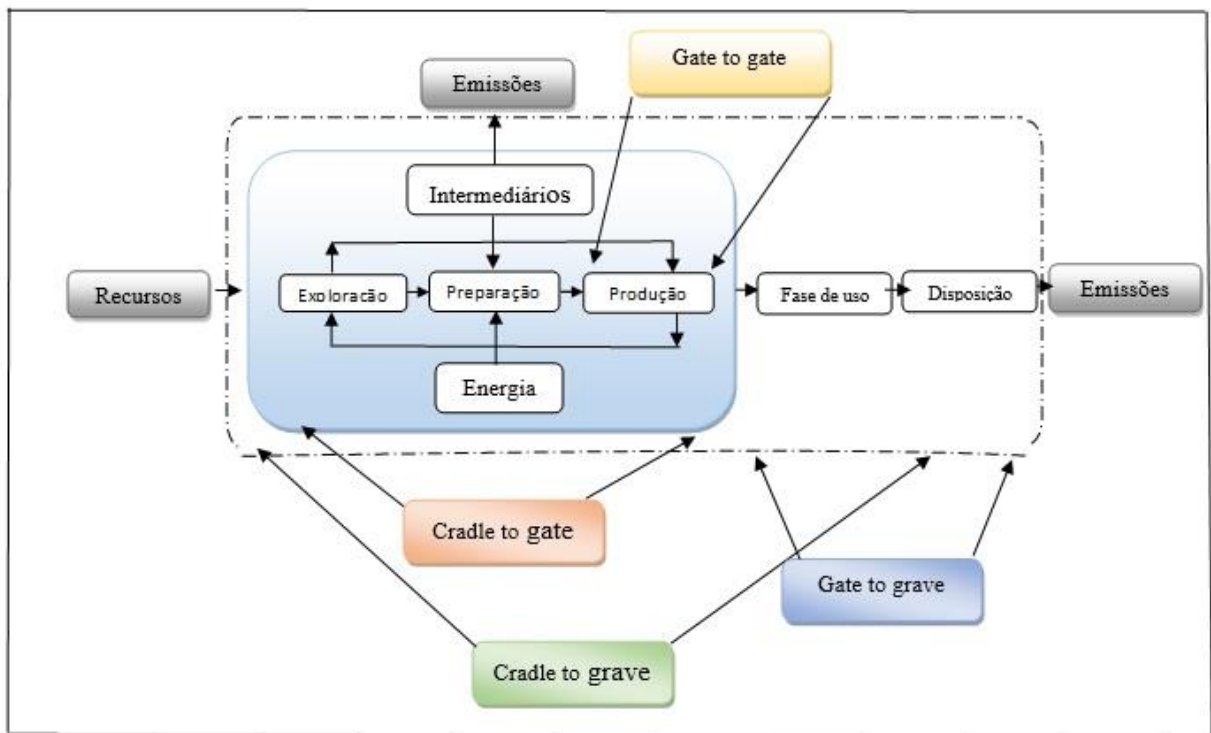 Gate to gate
Emissões
Intermediários
Recursos
Exploracão
Preparação
Produção
Fase de uso
Disposição
Emissões
Energia
Cradle to gate
Gate to grave
Cradle to grave